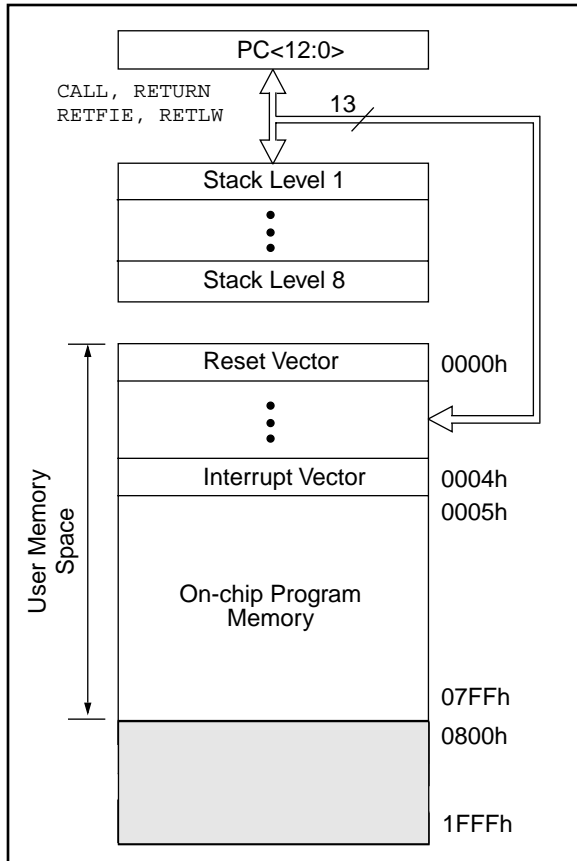 PC<12:0>
CALL, RETURN
RETFIE, RETLW
13
Stack Level 1
Stack Level 8
Reset Vector
0000h
Interrupt Vector
0004h
0005h
User Memory
Space
On-chip Program
Memory
07FFh
0800h
1FFFh